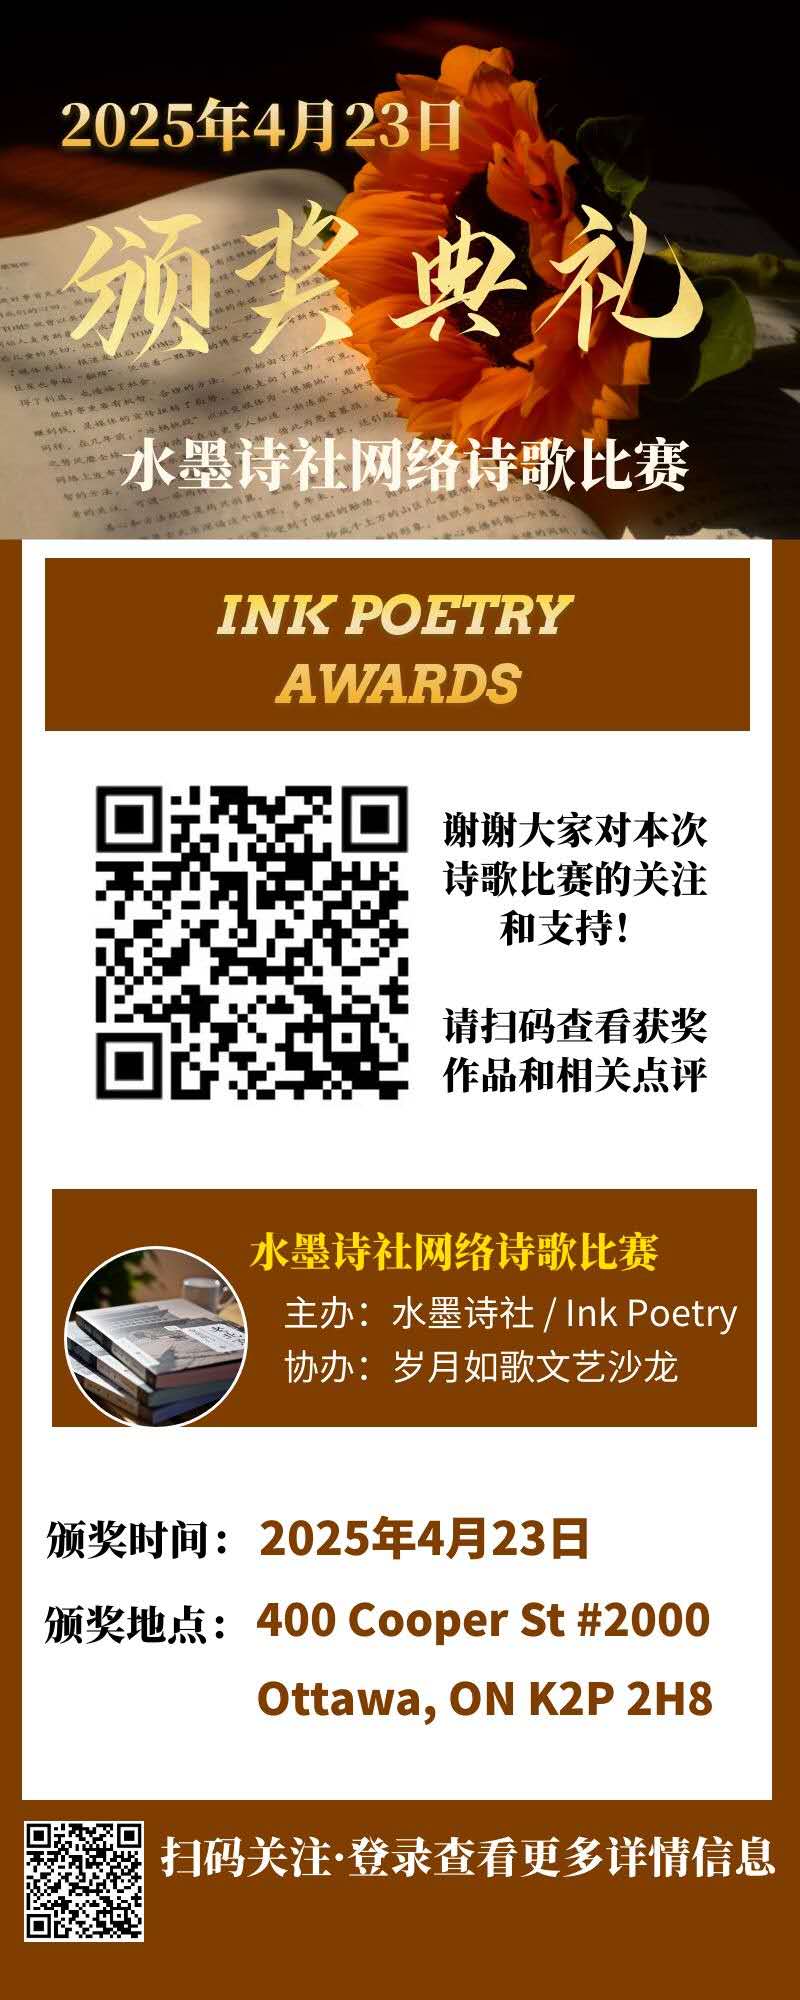 2025年4月23日
颁奖典礼
水墨诗社网络诗歌比赛
INK POETRY
AWARDS
谢谢大家对本次
诗歌比赛的关注
和支持！
请扫码查看获奖
作品和相关点评
水墨诗社网络诗歌比赛
主办：水墨诗社 / Ink Poetry
协办：岁月如歌文艺沙龙
颁奖时间：2025年4月23日
颁奖地点：400 Cooper St #2000
Ottawa, ON K2P 2H8
扫码关注·登录查看更多详情信息